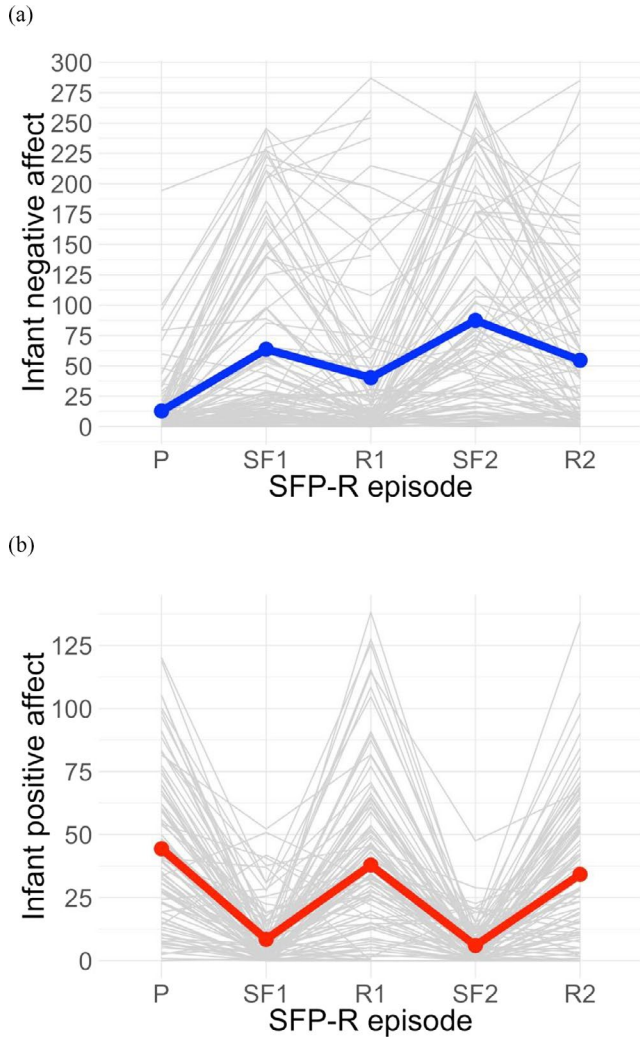 (a)
300
275
250
225
200
175
150
125
100
75
50
25
0
Infant negative affect
P SF1 R1 SF2 R2
SFP-R episode
(b)
125
100
75
50
25
0
Infant positive affect
P SF1 R1 SF2 R2
SFP-R episode